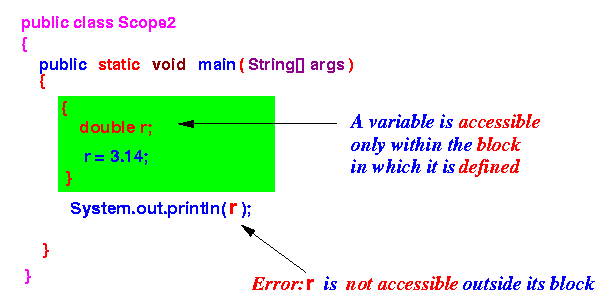 public class Scope2
{
public static void main ( String[] args )
{
{
double r;
r = 3.14;
}
System.out.println( r );
}
}
A variable is accessible
only within the block
in which it is defined
Error: r is not accessible outside its block